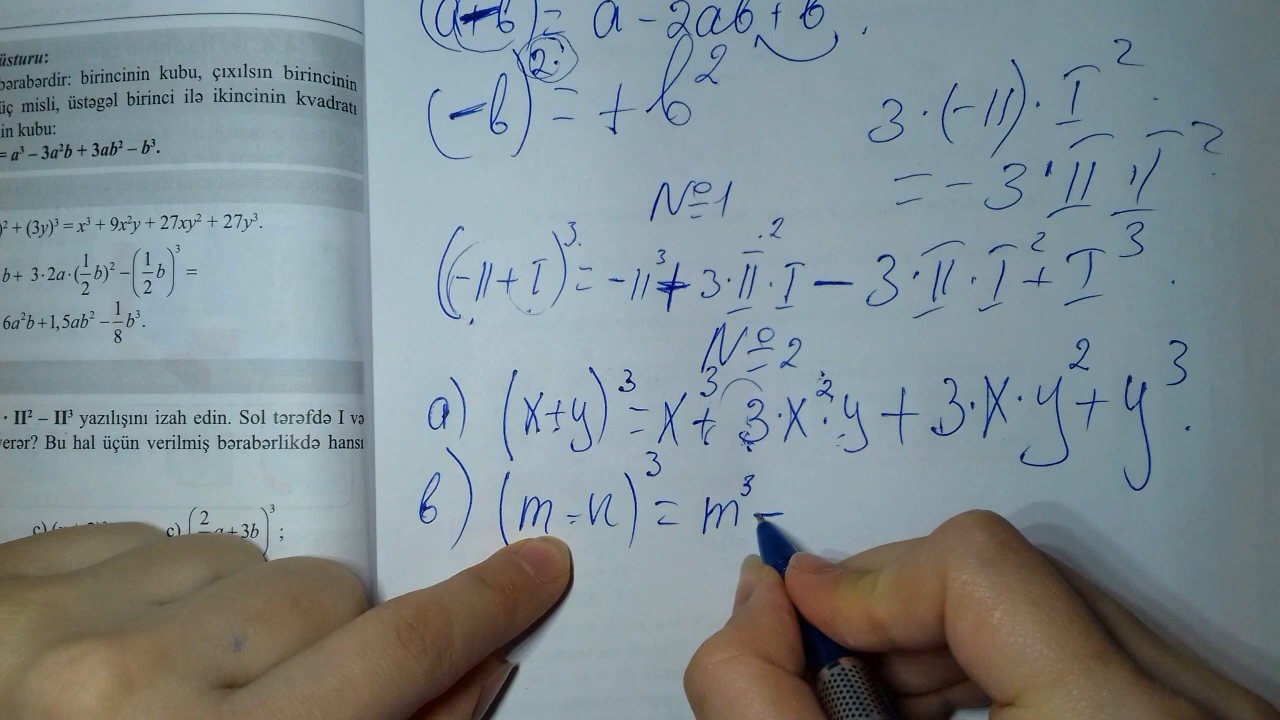 üsturu:
bərabərdir: birincinin kubu, çıxılsın birincinin
üç misli, üstəgəl birinci ilə ikincinin kvadratı
in kubu:
= a³ – 3a²b + 3ab² – b³.
)² + (3y)³ = x³ + 9x²y + 27xy² + 27y³.
b + 3·2a·(1/2 b)² – (1/2 b)³ =
6a²b + 1,5ab² – 1/8 b³.
· II² – II³ yazılışını izah edin. Sol tərəfdə I və
verər? Bu hal üçün verilmiş bərabərlikdə hansı
c) (2/ a + 3b)³ ;
= a - 2ab + b
(-b)² = + b²
3·(-II)·I²
= -3·II I²
№1
(-II+I)³ = -II³ + 3·II²·I - 3·II·I² + I³
№2
a) (x+y)³ = x³ + 3·x²·y + 3·x·y² + y³.
b) (m-n)³ = m³ -